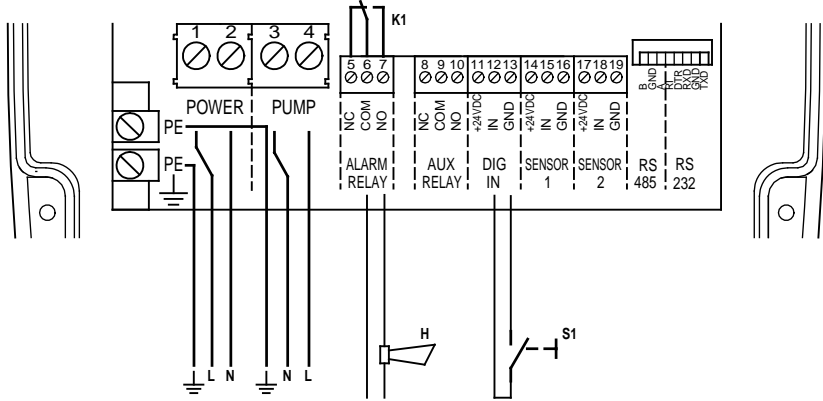 K1
1 2 3 4
5 6 7 8 9 10 11 12 13 14 15 16 17 18 19
B GND A RI DTR RXD GND TXD
POWER PUMP
PE
PE
NC COM NO NC COM NO +24VDC IN GND +24VDC IN GND +24VDC IN GND
ALARM RELAY
AUX RELAY
DIG IN
SENSOR 1
SENSOR 2
RS 485
RS 232
H
S1
L N N L